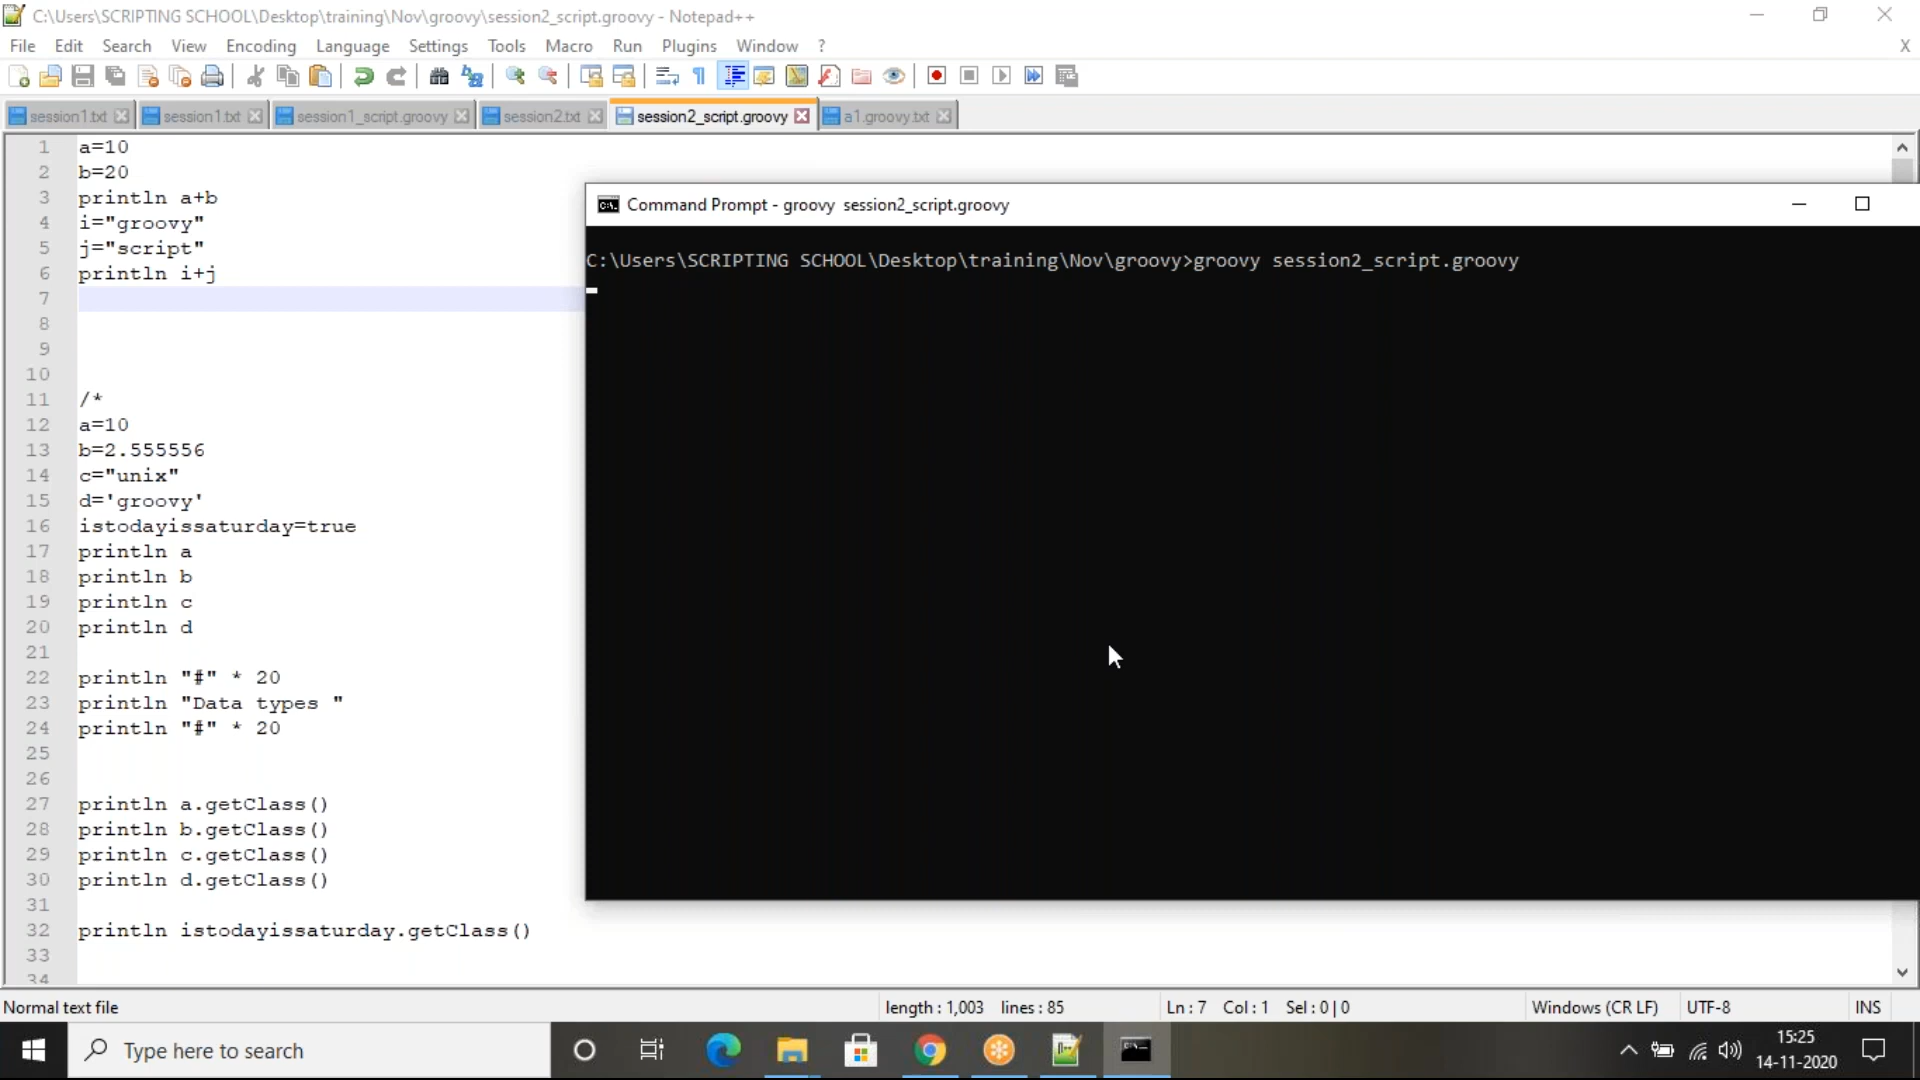 C:\Users\SCRIPTING SCHOOL\Desktop\training\Nov\groovy\session2_script.groovy - Notepad++
File Edit Search View Encoding Language Settings Tools Macro Run Plugins Window ? X
session1.txt session1.txt session1_script.groovy session2.txt session2_script.groovy a1.groovy.txt
1 a=10
2 b=20
3 println a+b
4 i="groovy"
5 j="script"
6 println i+j
7
8
9
10
11 /*
12 a=10
13 b=2.555556
14 c="unix"
15 d='groovy'
16 istodayissaturday=true
17 println a
18 println b
19 println c
20 println d
21
22 println "#" * 20
23 println "Data types "
24 println "#" * 20
25
26
27 println a.getClass()
28 println b.getClass()
29 println c.getClass()
30 println d.getClass()
31
32 println istodayissaturday.getClass()
33
34
Command Prompt - groovy  session2_script.groovy
C:\Users\SCRIPTING SCHOOL\Desktop\training\Nov\groovy>groovy session2_script.groovy
Normal text file length : 1,003 lines : 85 Ln : 7 Col : 1 Sel : 0 | 0 Windows (CR LF) UTF-8 INS
Type here to search
15:25
14-11-2020